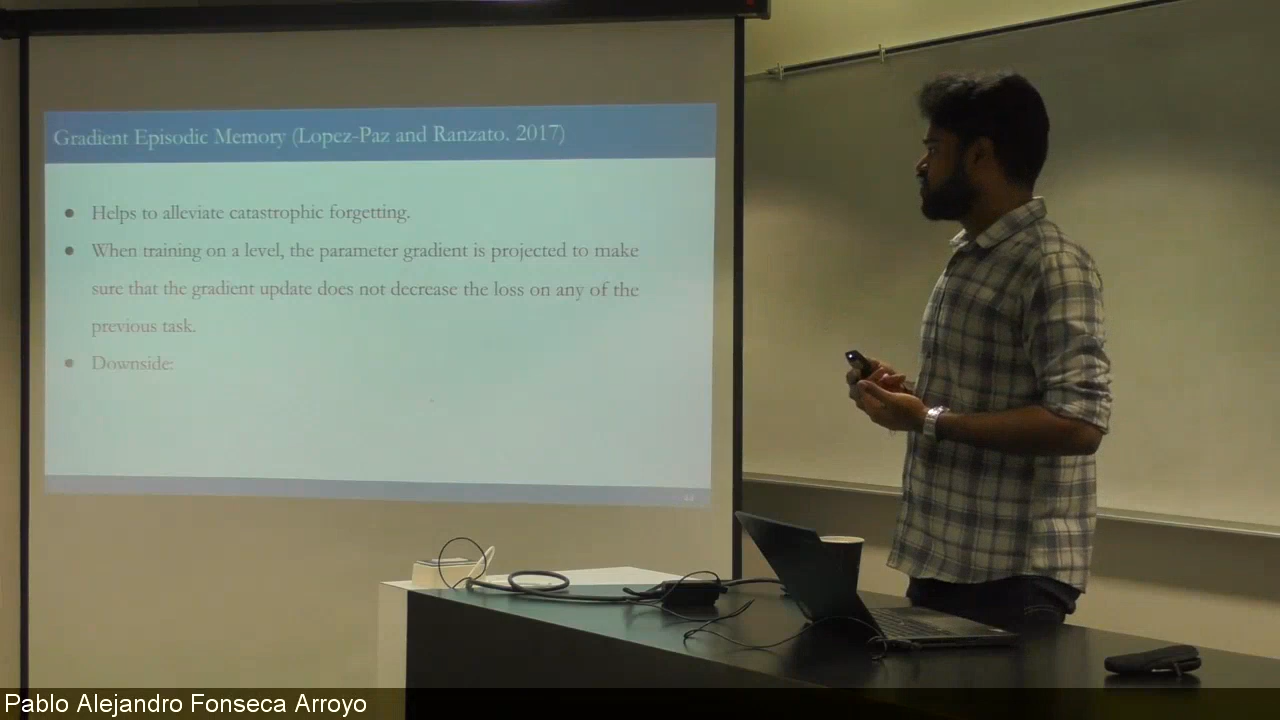 Gradient Episodic Memory (Lopez-Paz and Ranzato. 2017)
● Helps to alleviate catastrophic forgetting.
● When training on a level, the parameter gradient is projected to make
sure that the gradient update does not decrease the loss on any of the
previous task.
● Downside:
Pablo Alejandro Fonseca Arroyo